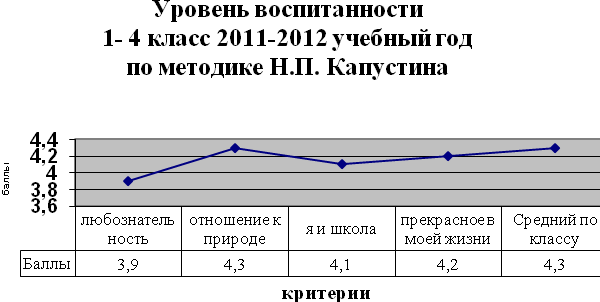 Уровень воспитанности
1- 4 класс 2011-2012 учебный год
по методике Н.П. Капустина
баллы
4,4
4,2
4
3,8
3,6
любознатель отношение к я и школа прекрасное в Средний по
ность природе моей жизни классу
Баллы 3,9 4,3 4,1 4,2 4,3
критерии